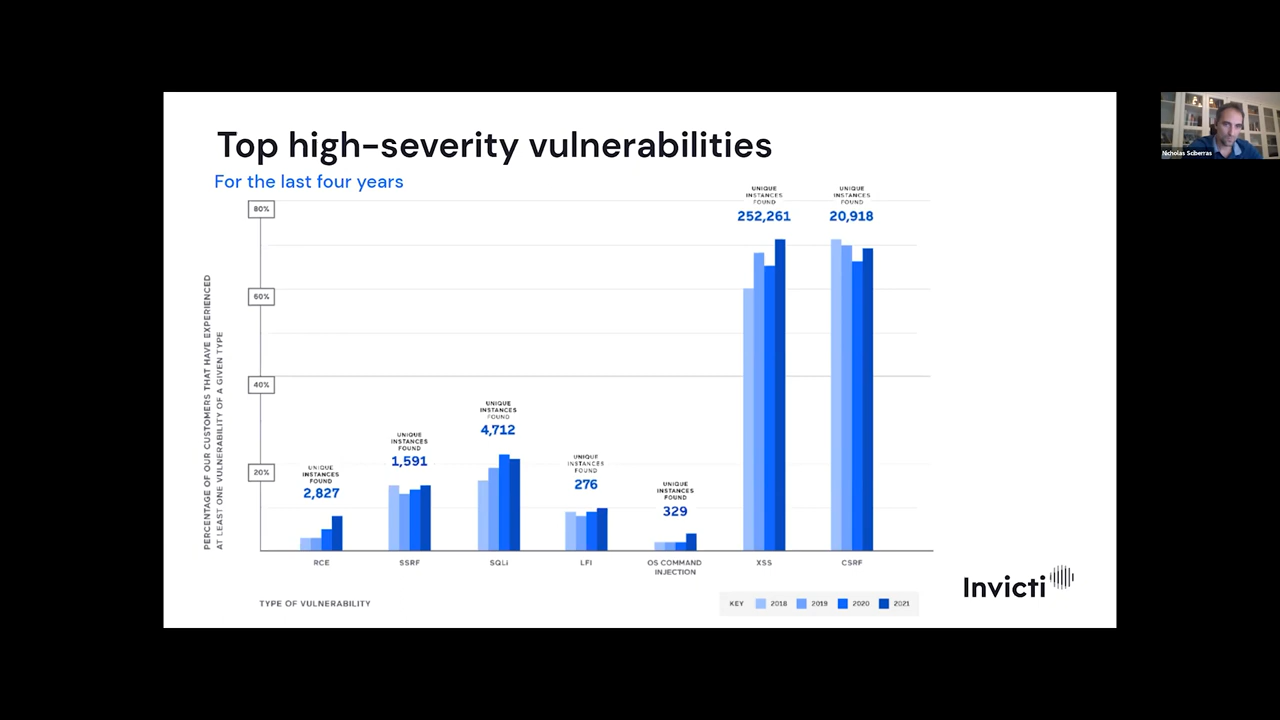 Top high-severity vulnerabilities
For the last four years
Nicholas Sciberras
PERCENTAGE OF OUR CUSTOMERS THAT HAVE EXPERIENCED
AT LEAST ONE VULNERABILITY OF A GIVEN TYPE
80%
60%
40%
20%
UNIQUE
INSTANCES
FOUND
2,827
UNIQUE
INSTANCES
FOUND
1,591
UNIQUE
INSTANCES
FOUND
4,712
UNIQUE
INSTANCES
FOUND
276
UNIQUE
INSTANCES
FOUND
329
UNIQUE
INSTANCES
FOUND
252,261
UNIQUE
INSTANCES
FOUND
20,918
RCE
SSRF
SQLi
LFI
OS COMMAND
INJECTION
XSS
CSRF
TYPE OF VULNERABILITY
KEY 2018 2019 2020 2021
Invicti